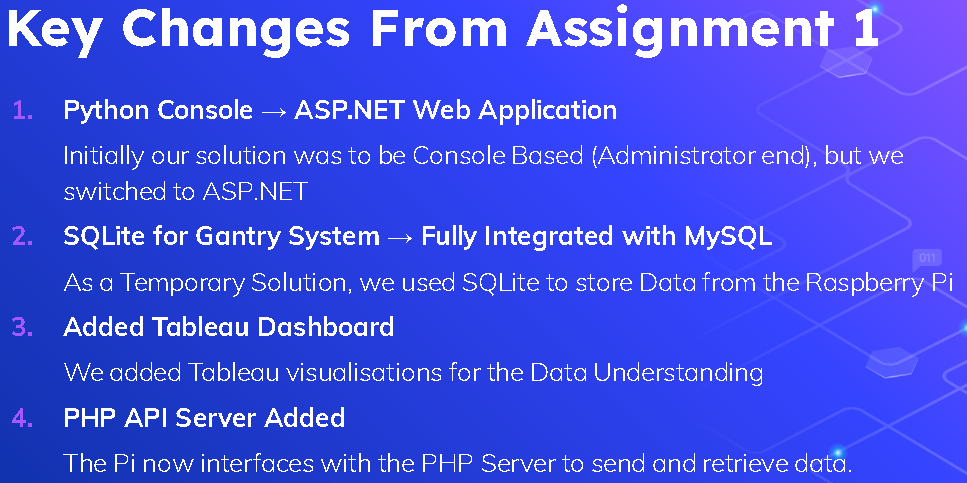 Key Changes From Assignment 1
1. Python Console → ASP.NET Web Application
Initially our solution was to be Console Based (Administrator end), but we
switched to ASP.NET
2. SQLite for Gantry System → Fully Integrated with MySQL
As a Temporary Solution, we used SQLite to store Data from the Raspberry Pi
011
3. Added Tableau Dashboard
We added Tableau visualisations for the Data Understanding
4. PHP API Server Added
The Pi now interfaces with the PHP Server to send and retrieve data.